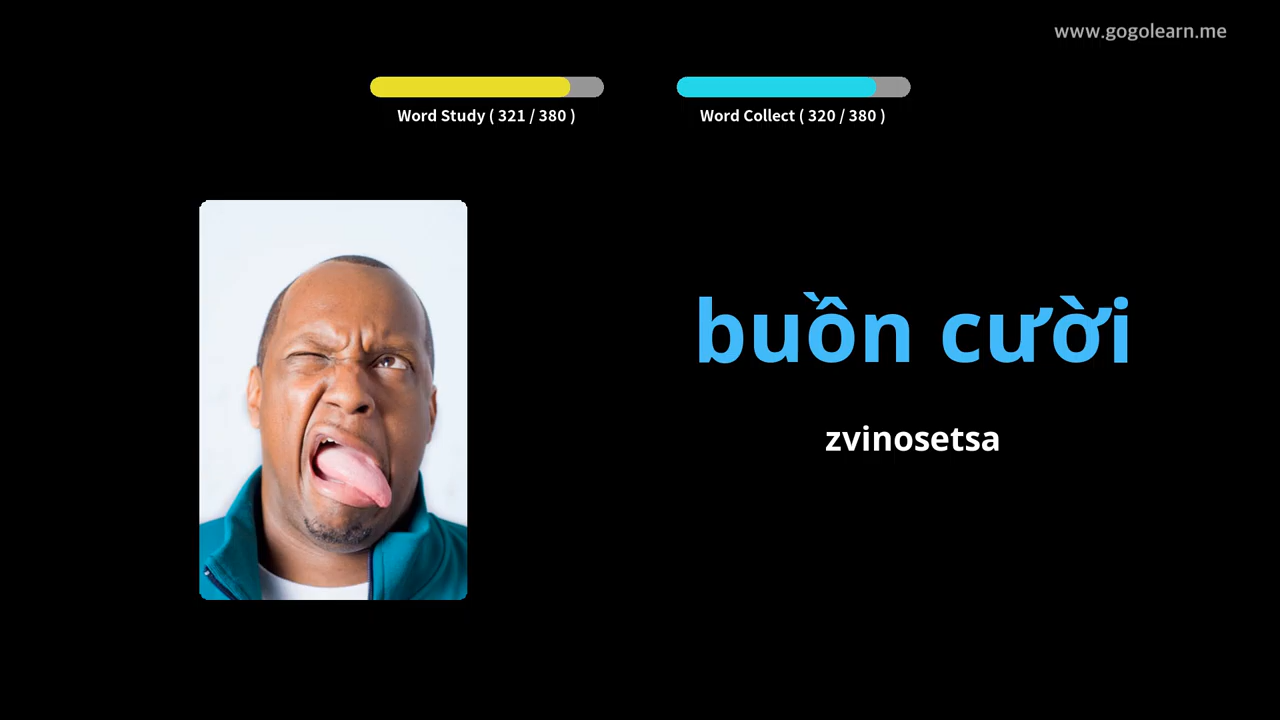 www.gogolearn.me
Word Study ( 321 / 380 )
Word Collect ( 320 / 380 )
buồn cười
zvinosetsa